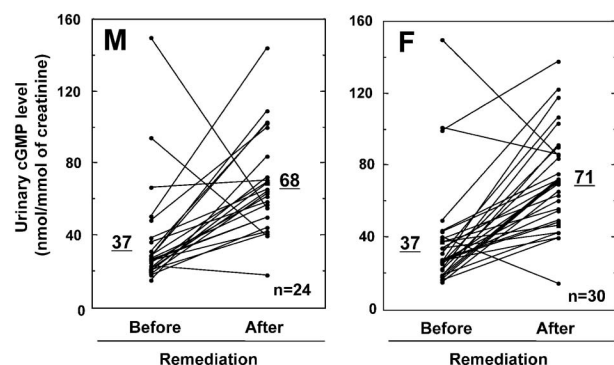 Urinary cGMP level
(nmol/mmol of creatinine)
160
120
80
40
0
M
37
68
n=24
Before After
Remediation
160
120
80
40
0
F
37
71
n=30
Before After
Remediation